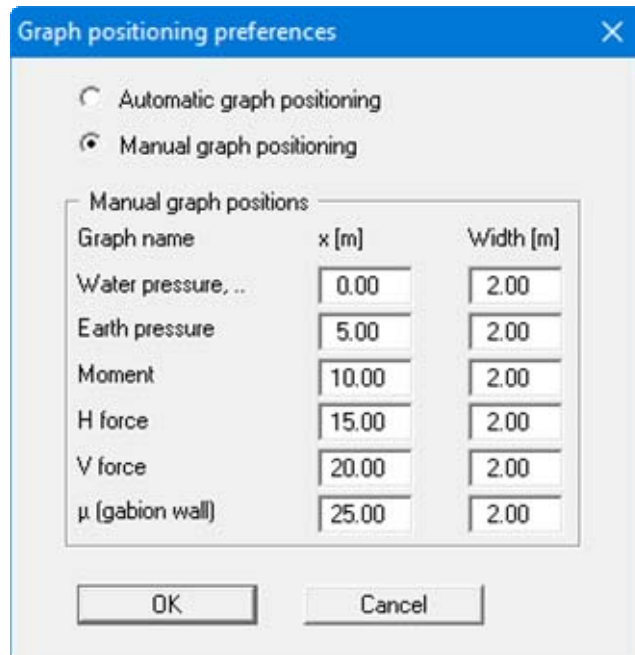 Graph positioning preferences
Automatic graph positioning
Manual graph positioning
Manual graph positions
Graph name x [m] Width [m]
Water pressure, .. 0.00 2.00
Earth pressure 5.00 2.00
Moment 10.00 2.00
H force 15.00 2.00
V force 20.00 2.00
μ (gabion wall) 25.00 2.00
OK Cancel